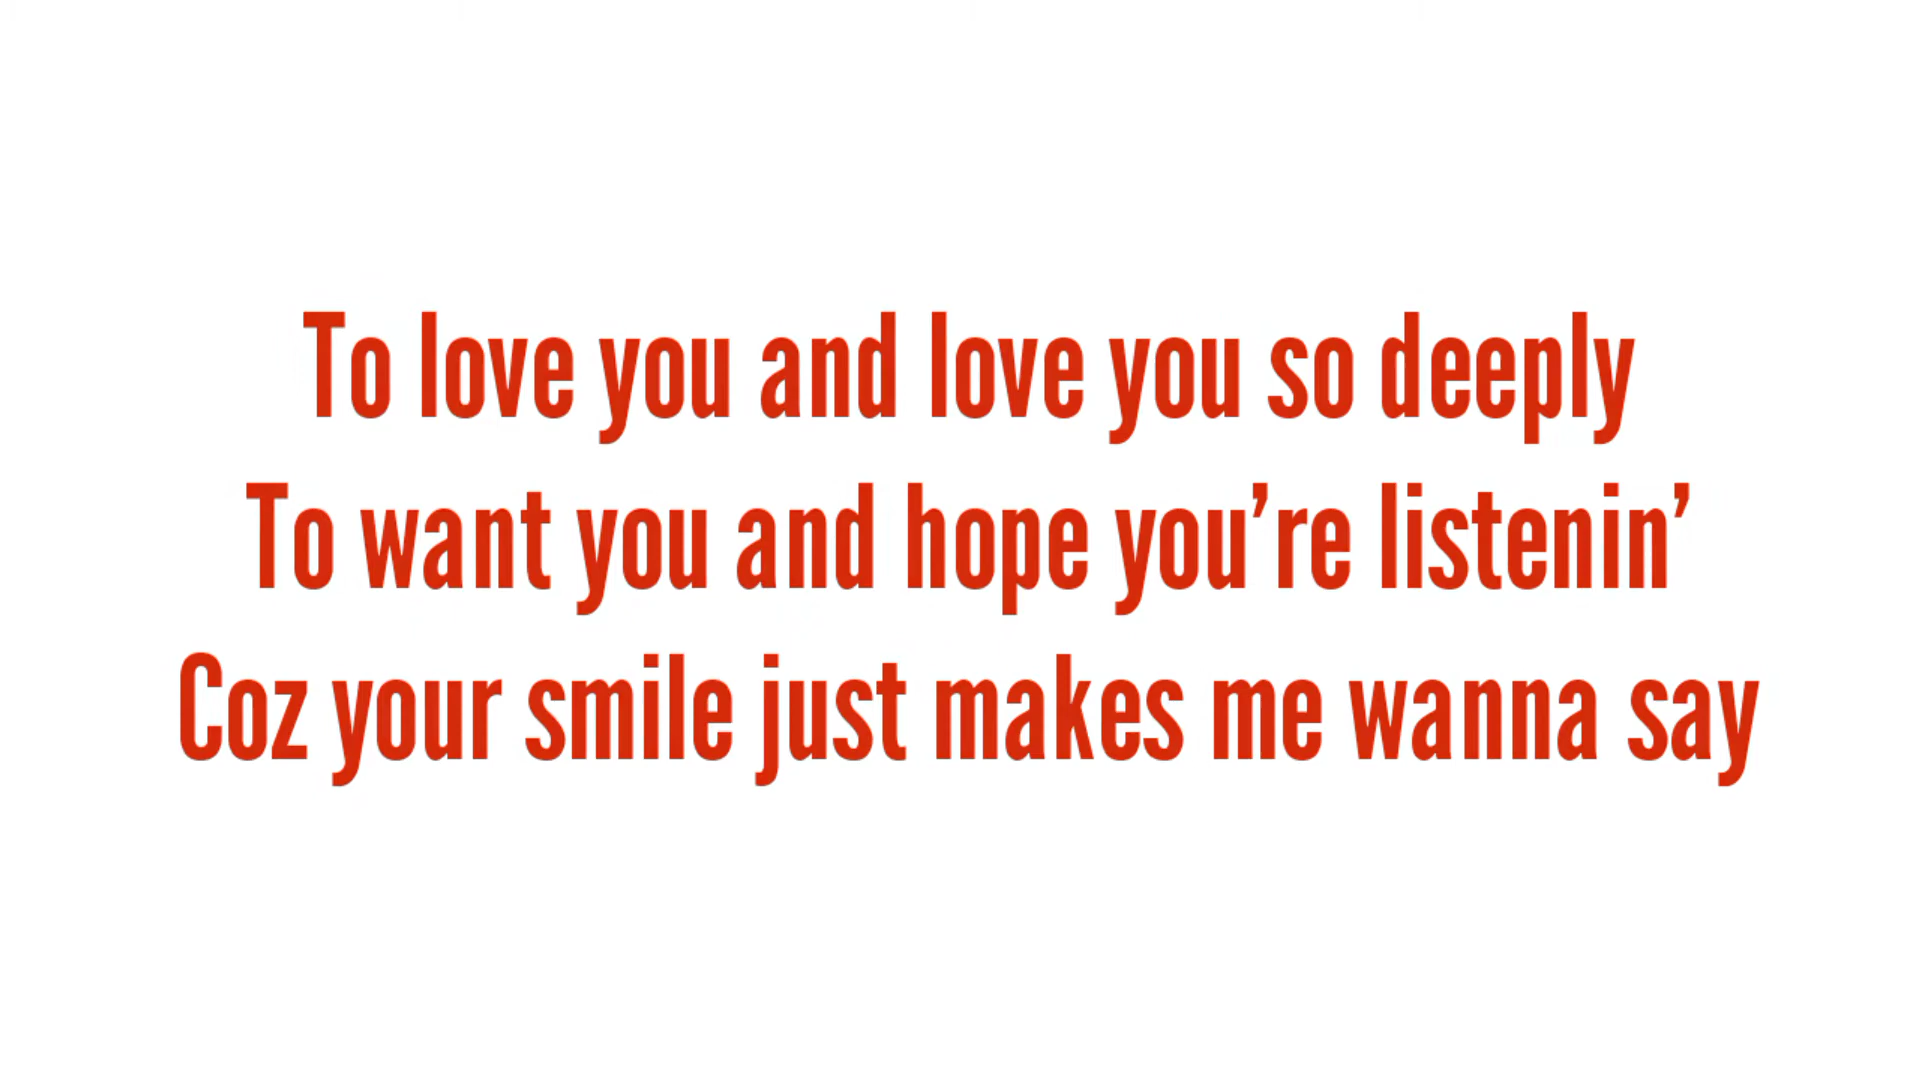 To love you and love you so deeply
To want you and hope you’re listenin’
Coz your smile just makes me wanna say